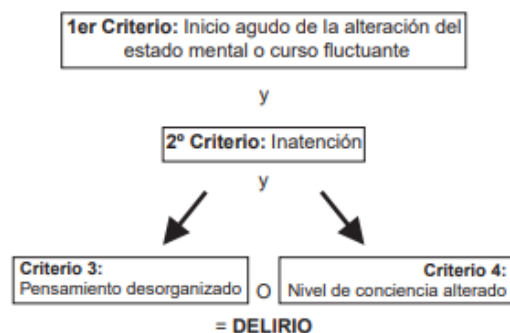 1er Criterio: Inicio agudo de la alteración del
estado mental o curso fluctuante
y
2º Criterio: Inatención
y
Criterio 3:
Pensamiento desorganizado
O
Criterio 4:
Nivel de conciencia alterado
= DELIRIO